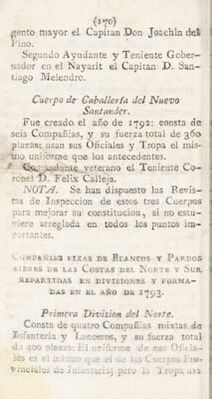 (170)
gento mayor el Capitan Don Joachin del
Pino.
Segundo Ayudante y Teniente Gober-
nador en el Nayarit el Capitan D. San-
tiago Melendro.
Cuerpo de Caballería del Nuevo
Santander.
Fue creado el año de 1792: consta de
seis Compañías, y su fuerza total de 360
plazas; usan sus Oficiales y Tropa el mis-
mo uniforme que los antecedentes.
Comandante veterano el Teniente Co-
ronel D. Felix Calleja.
NOTA. Se han dispuesto las Revis-
tas de Inspeccion de estos tres Cuerpos
para mejorar su constitucion, si no estu-
viere arreglada en todos los puntos im-
portantes.
COMPAÑIAS FIXAS DE BLANCOS Y PARDOS
LIBRES DE LAS COSTAS DEL NORTE Y SUR
REPARTIDAS EN DIVISIONES Y FORMA-
DAS EN EL AÑO DE 1793.
Primera Division del Norte.
Consta de quatro Compañías mixtas de
Infantería y Lanceros, y su fuerza total
de 400 plazas: El uniforme de sus Oficia-
les es el mismo que el de los Cuerpos Pro-
vinciales de Infantería; pero la Tropa usa